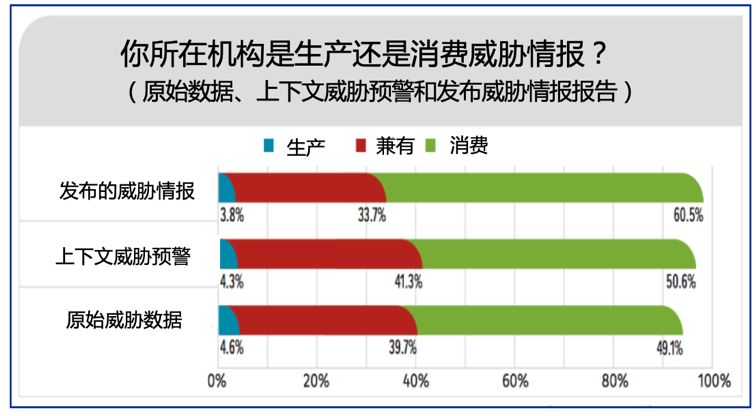 你所在机构是生产还是消费威胁情报？
（原始数据、上下文威胁预警和发布威胁情报报告）
生产 兼有 消费
发布的威胁情报
3.8% 33.7% 60.5%
上下文威胁预警
4.3% 41.3% 50.6%
原始威胁数据
4.6% 39.7% 49.1%
0% 20% 40% 60% 80% 100%